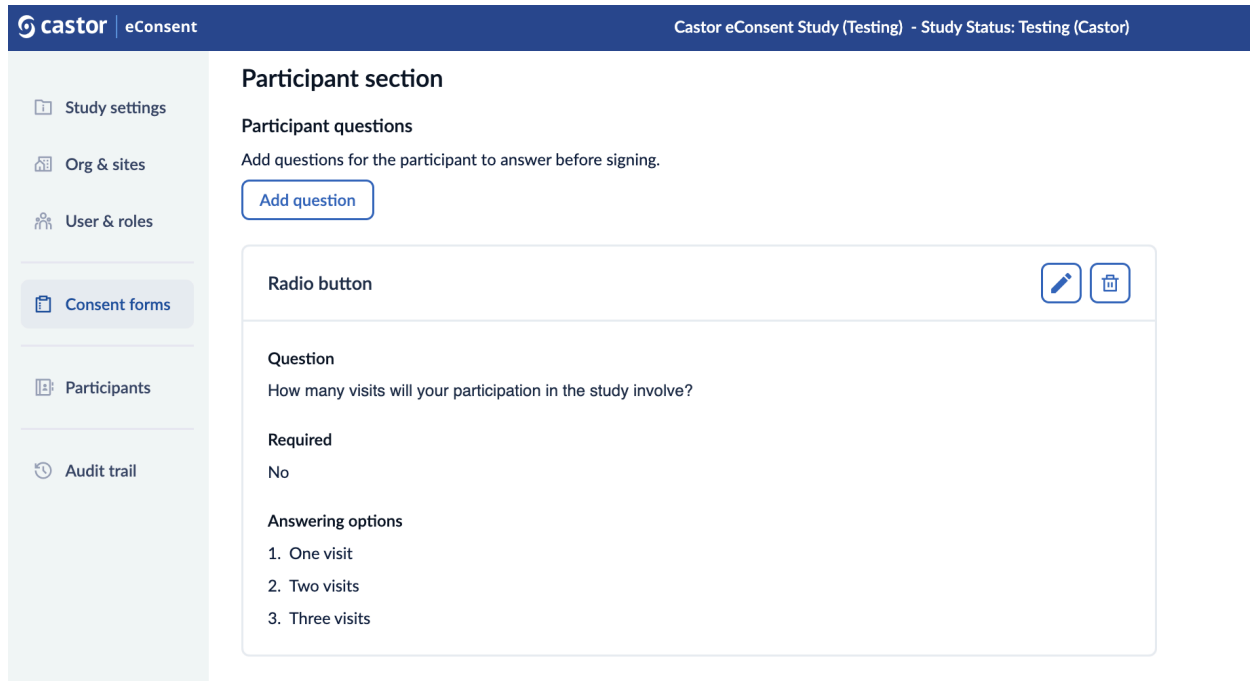 castor eConsent
Castor eConsent Study (Testing) - Study Status: Testing (Castor)
Study settings
Org & sites
User & roles
Consent forms
Participants
Audit trail
Participant section
Participant questions
Add questions for the participant to answer before signing.
Add question
Radio button
Question
How many visits will your participation in the study involve?
Required
No
Answering options
1. One visit
2. Two visits
3. Three visits